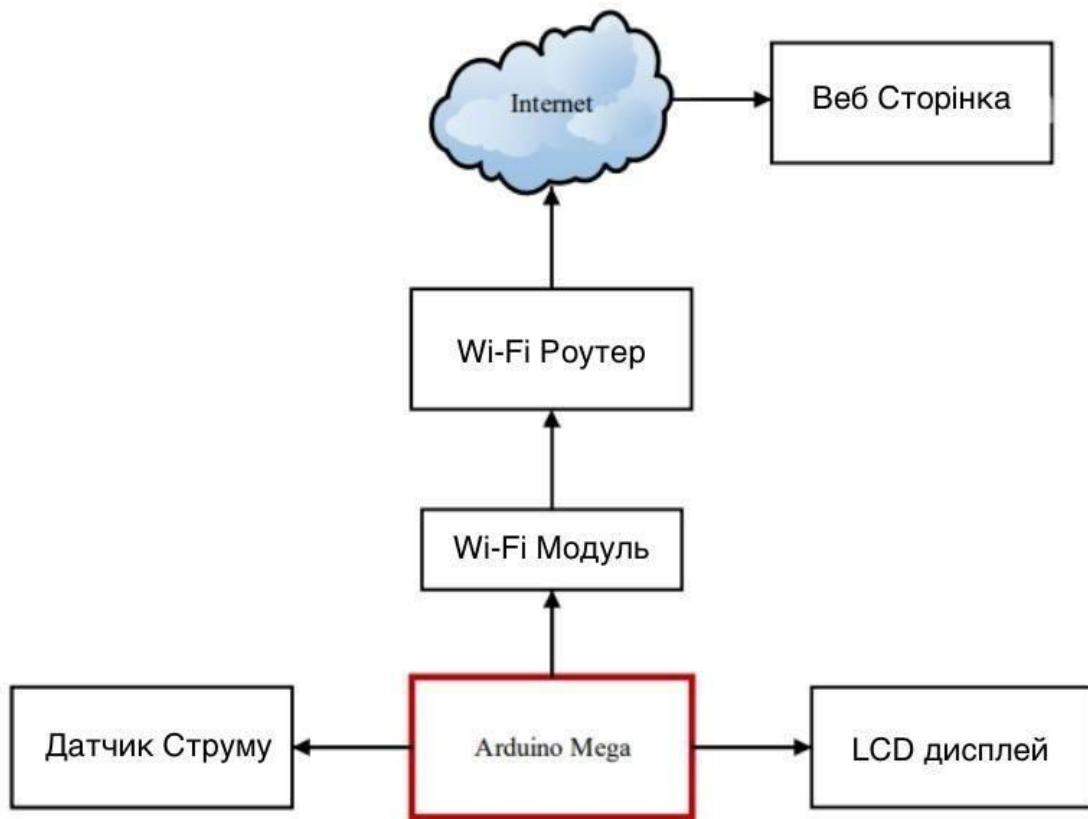 Internet
Веб Сторінка
Wi-Fi Роутер
Wi-Fi Модуль
Датчик Струму
Arduino Mega
LCD дисплей